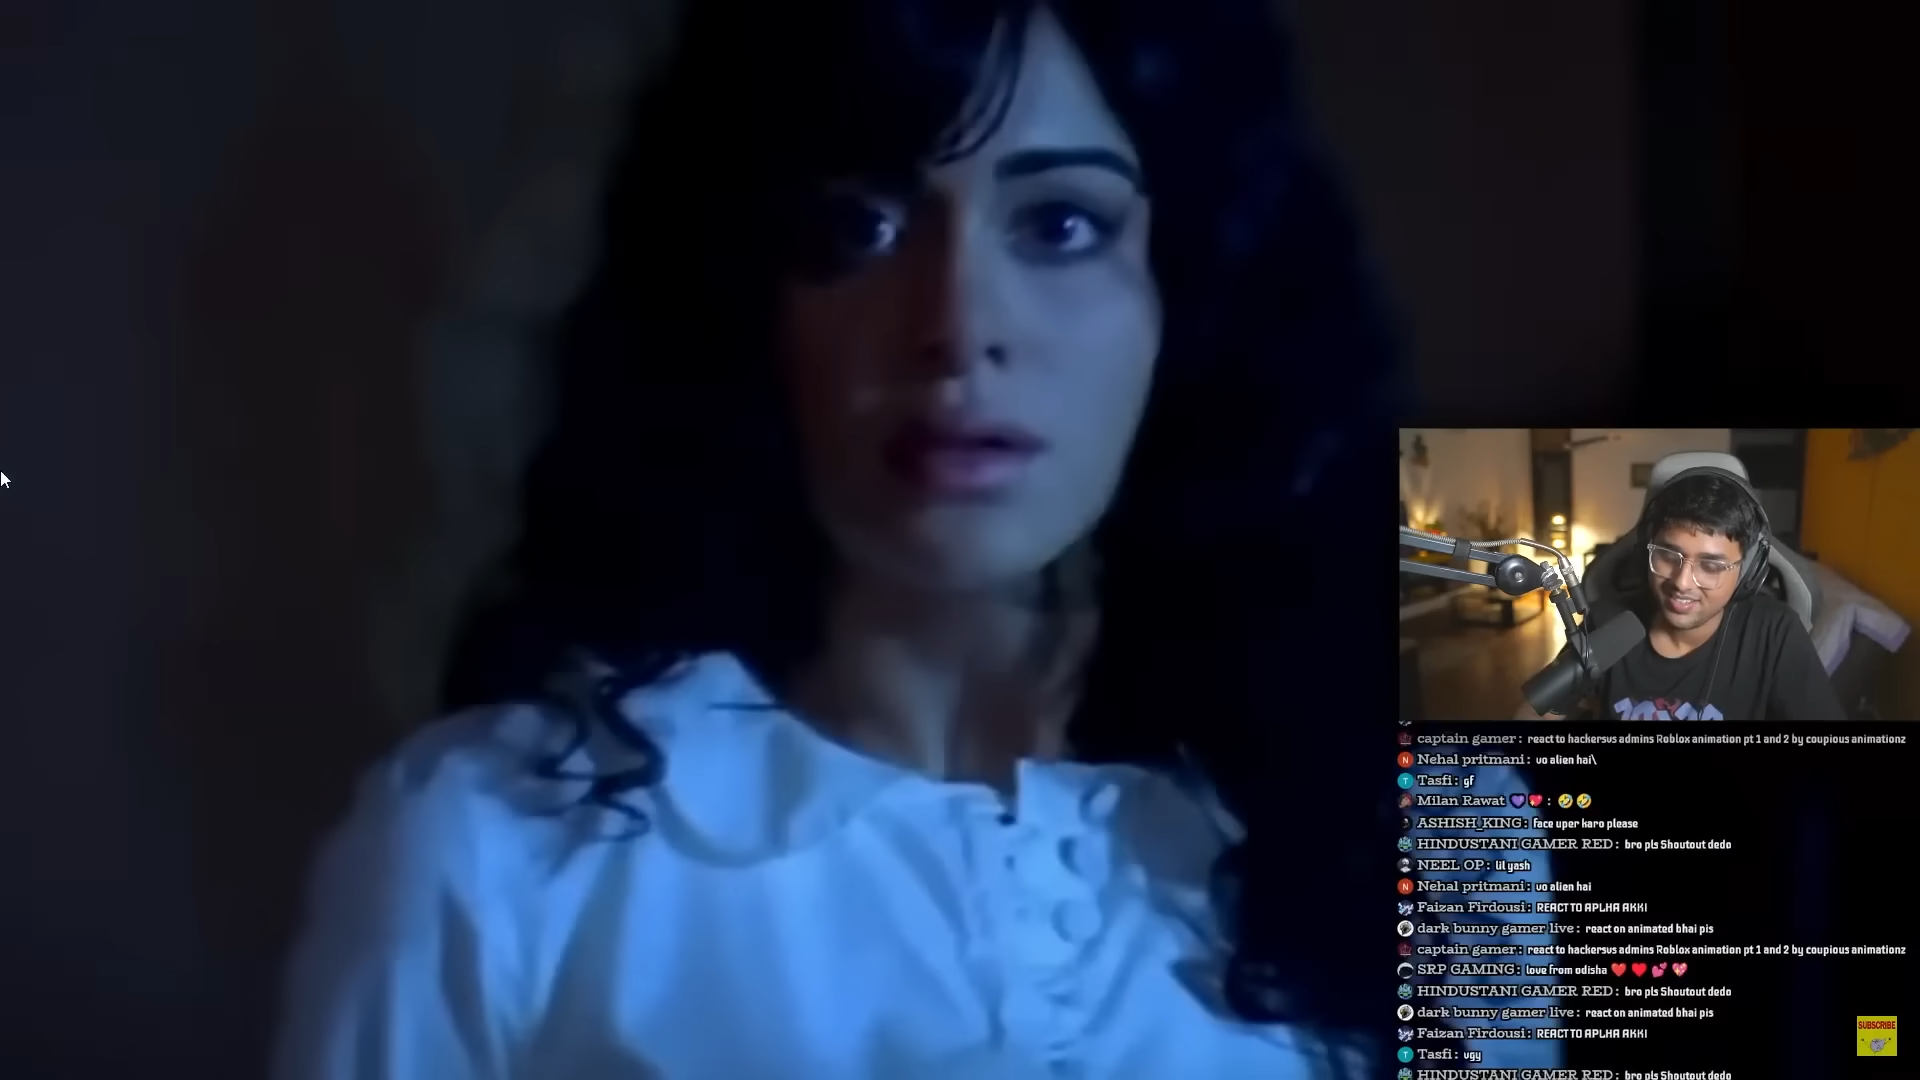 captain gamer : react to hackersvs admins Roblox animation pt 1 and 2 by coupious animationz
N Nehal pritmani : vo alien hai\
T Tasfi : gf
Milan Rawat 💜💖 : 🤣 🤣
ASHISH_KING : face uper karo please
HINDUSTANI GAMER RED : bro pls Shoutout dedo
NEEL OP : lil yash
N Nehal pritmani : vo alien hai
Faizan Firdousi : REACT TO APLHA AKKI
dark bunny gamer live : react on animated bhai pis
captain gamer : react to hackersvs admins Roblox animation pt 1 and 2 by coupious animationz
SRP GAMING : love from odisha ❤️ ♥️ 💕 💖
HINDUSTANI GAMER RED : bro pls Shoutout dedo
dark bunny gamer live : react on animated bhai pis
Faizan Firdousi : REACT TO APLHA AKKI
T Tasfi : vgy
HINDUSTANI GAMER RED : bro pls Shoutout dedo
SUBSCRIBE